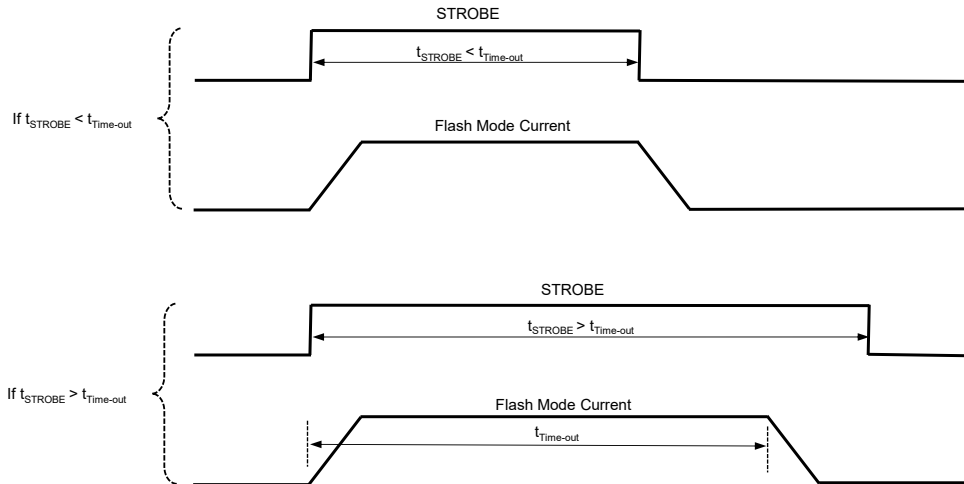 STROBE
tSTROBE < tTime-out
If tSTROBE < tTime-out
Flash Mode Current
STROBE
tSTROBE > tTime-out
If tSTROBE > tTime-out
Flash Mode Current
tTime-out